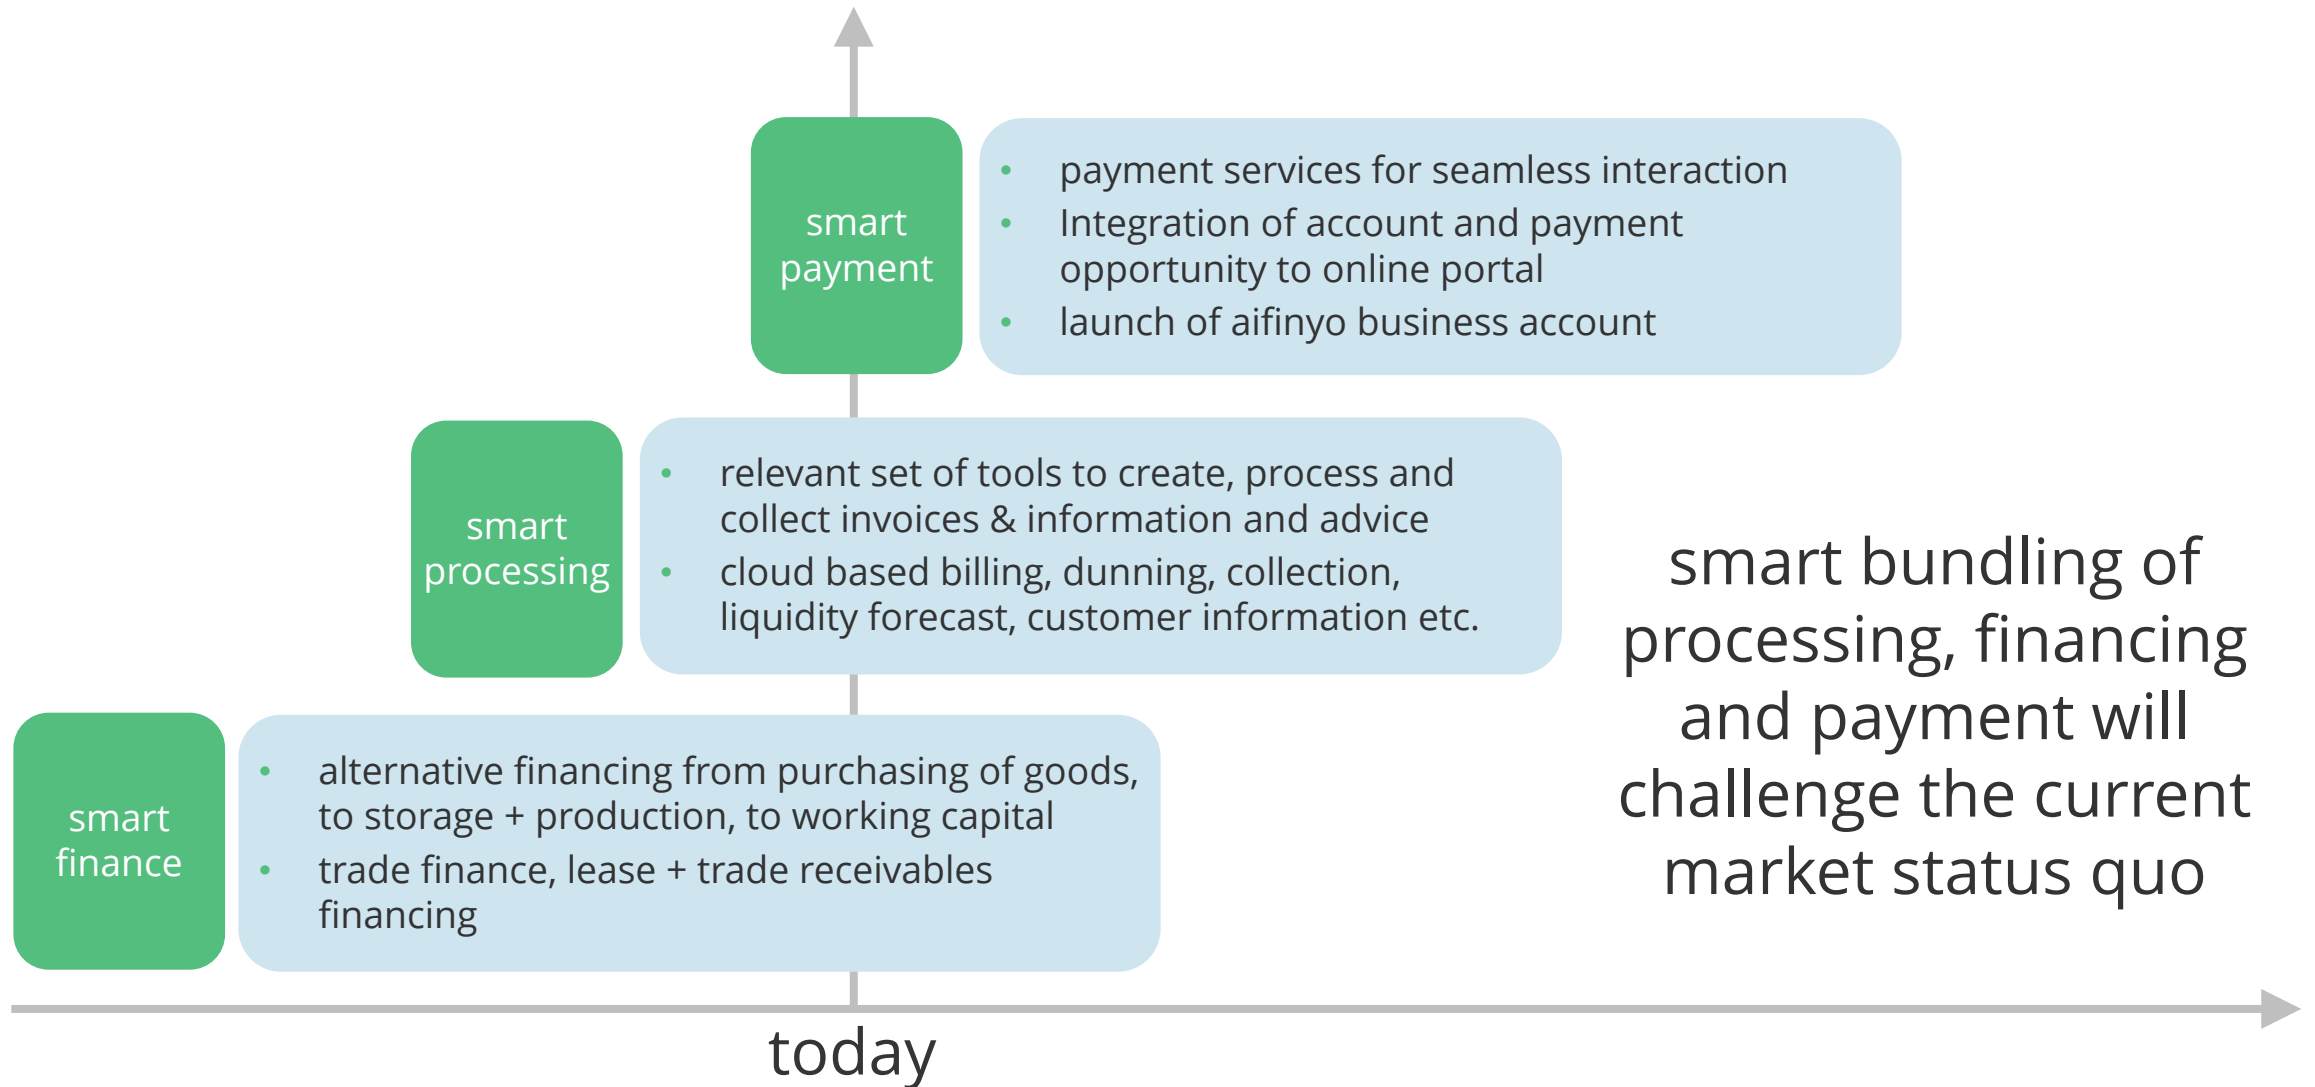 smart
payment
• payment services for seamless interaction
• Integration of account and payment
opportunity to online portal
• launch of aifinyo business account
smart
processing
• relevant set of tools to create, process and
collect invoices & information and advice
• cloud based billing, dunning, collection,
liquidity forecast, customer information etc.
smart
finance
• alternative financing from purchasing of goods,
to storage + production, to working capital
• trade finance, lease + trade receivables
financing
smart bundling of
processing, financing
and payment will
challenge the current
market status quo
today